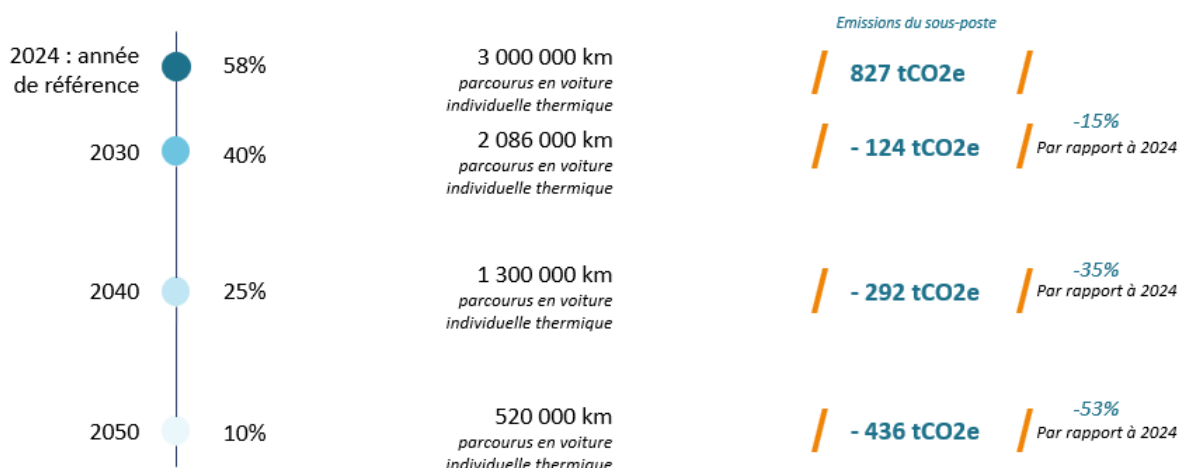 Emissions du sous-poste
2024 : année
de référence
58%
3 000 000 km
parcourus en voiture
individuelle thermique
827 tCO2e
2030
40%
2 086 000 km
parcourus en voiture
individuelle thermique
- 124 tCO2e
-15%
Par rapport à 2024
2040
25%
1 300 000 km
parcourus en voiture
individuelle thermique
- 292 tCO2e
-35%
Par rapport à 2024
2050
10%
520 000 km
parcourus en voiture
individuelle thermique
- 436 tCO2e
-53%
Par rapport à 2024